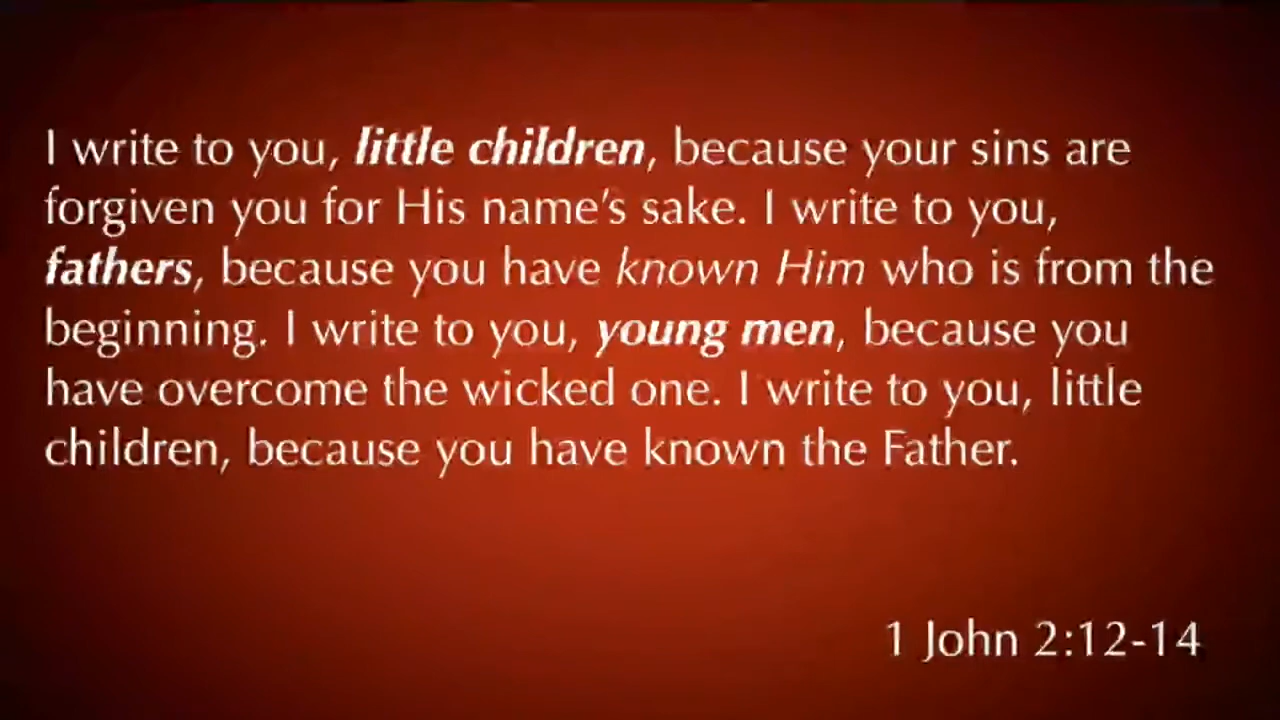 I write to you, little children, because your sins are
forgiven you for His name's sake. I write to you,
fathers, because you have known Him who is from the
beginning. I write to you, young men, because you
have overcome the wicked one. I write to you, little
children, because you have known the Father.
1 John 2:12-14